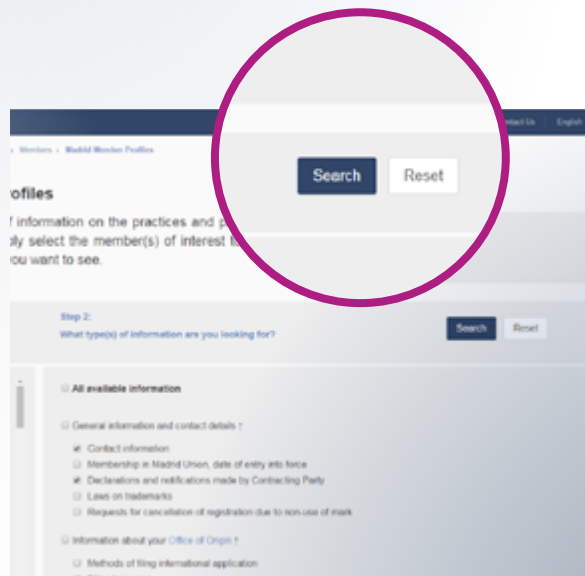 Contact Us English
Members Madrid Member Profiles
Search Reset
ofiles
f information on the practices and p
ply select the member(s) of interest to
you want to see.
Step 2:
What type(s) of information are you looking for?
Search Reset
All available information
General information and contact details
Contact information
Membership in Madrid Union, date of entry into force
Declarations and notifications made by Contracting Party
Laws on trademarks
Requests for cancellation of registration due to non-use of mark
Information about your Office of Origin
Methods of filing international application